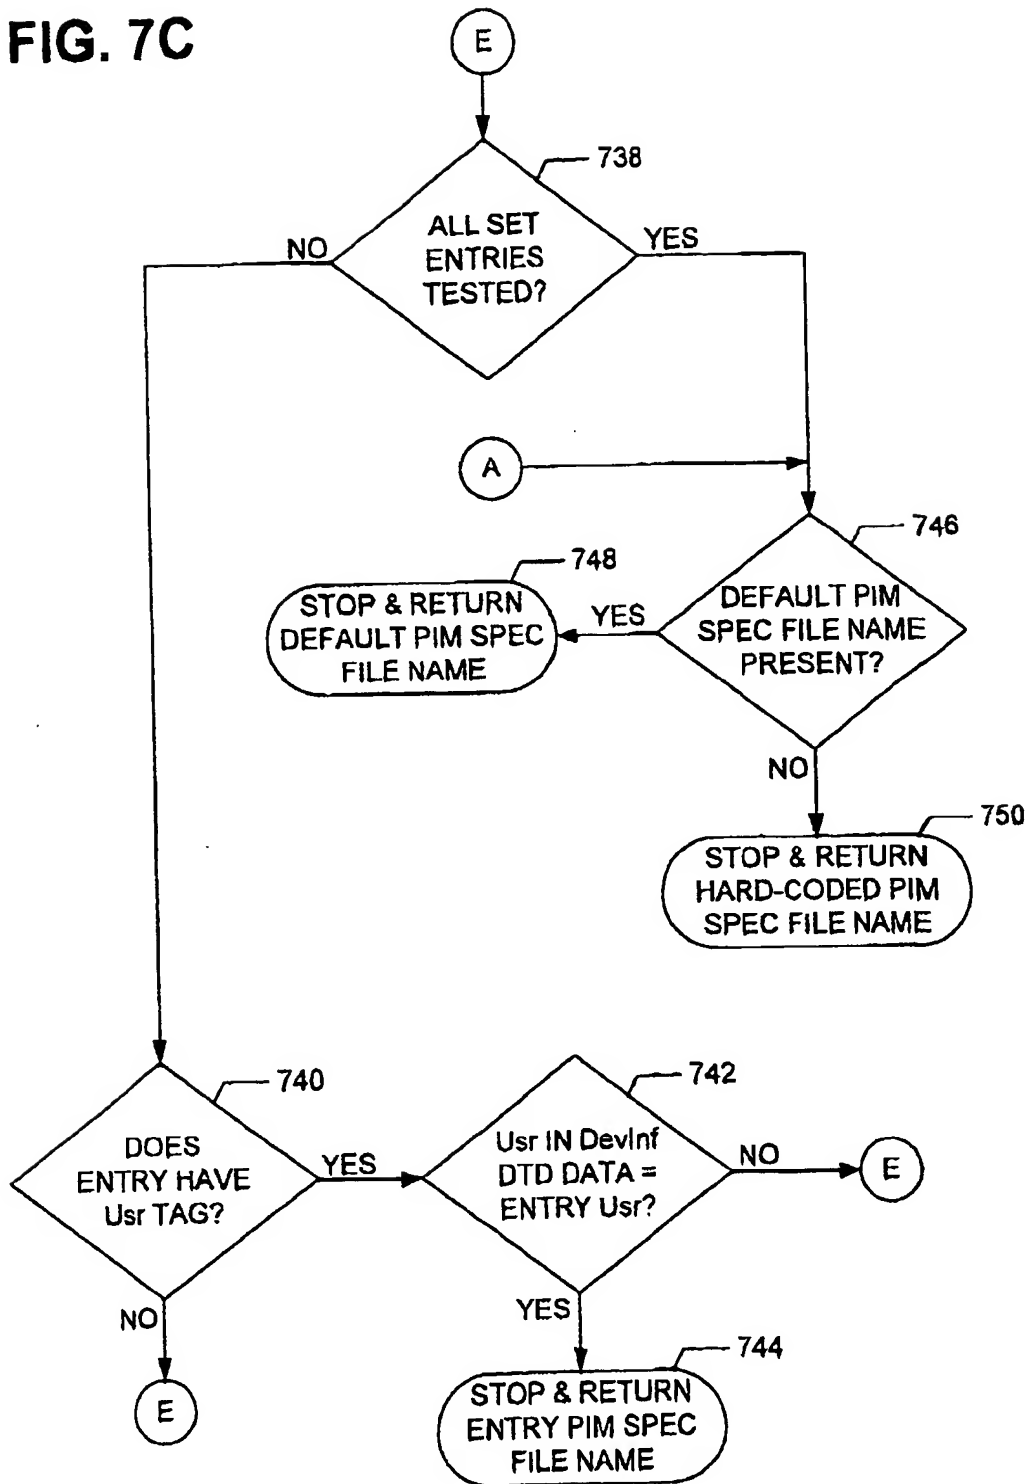 FIG. 7C
E
738
ALL SET
ENTRIES
TESTED?
NO
YES
A
746
DEFAULT PIM
SPEC FILE NAME
PRESENT?
748
YES
STOP & RETURN
DEFAULT PIM SPEC
FILE NAME
NO
750
STOP & RETURN
HARD-CODED PIM
SPEC FILE NAME
740
DOES
ENTRY HAVE
Usr TAG?
YES
742
Usr IN DevInf
DTD DATA =
ENTRY Usr?
NO
E
NO
E
YES
744
STOP & RETURN
ENTRY PIM SPEC
FILE NAME